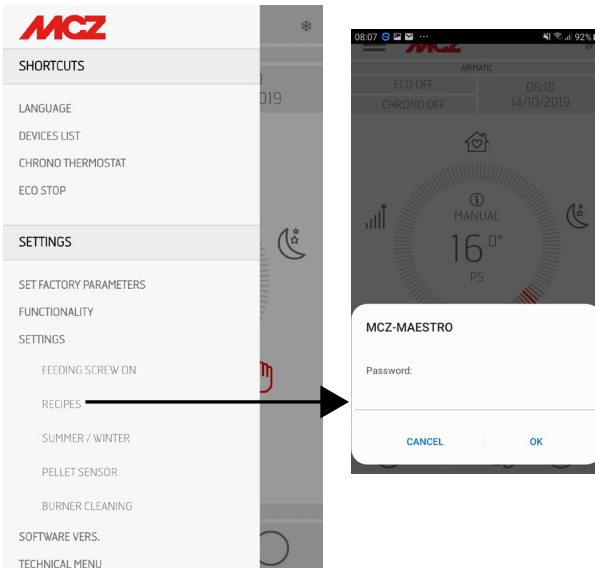 MCZ
SHORTCUTS
LANGUAGE
DEVICES LIST
CHRONO THERMOSTAT
ECO STOP
SETTINGS
SET FACTORY PARAMETERS
FUNCTIONALITY
SETTINGS
FEEDING SCREW ON
RECIPES
SUMMER / WINTER
PELLET SENSOR
BURNER CLEANING
SOFTWARE VERS.
TECHNICAL MENU
019
08:07 92%
MCZ
AIRMATIC
ECO OFF
CHRONO OFF
08:10
14/10/2019
MANUAL
16.0°
P5
MCZ-MAESTRO
Password:
CANCEL OK